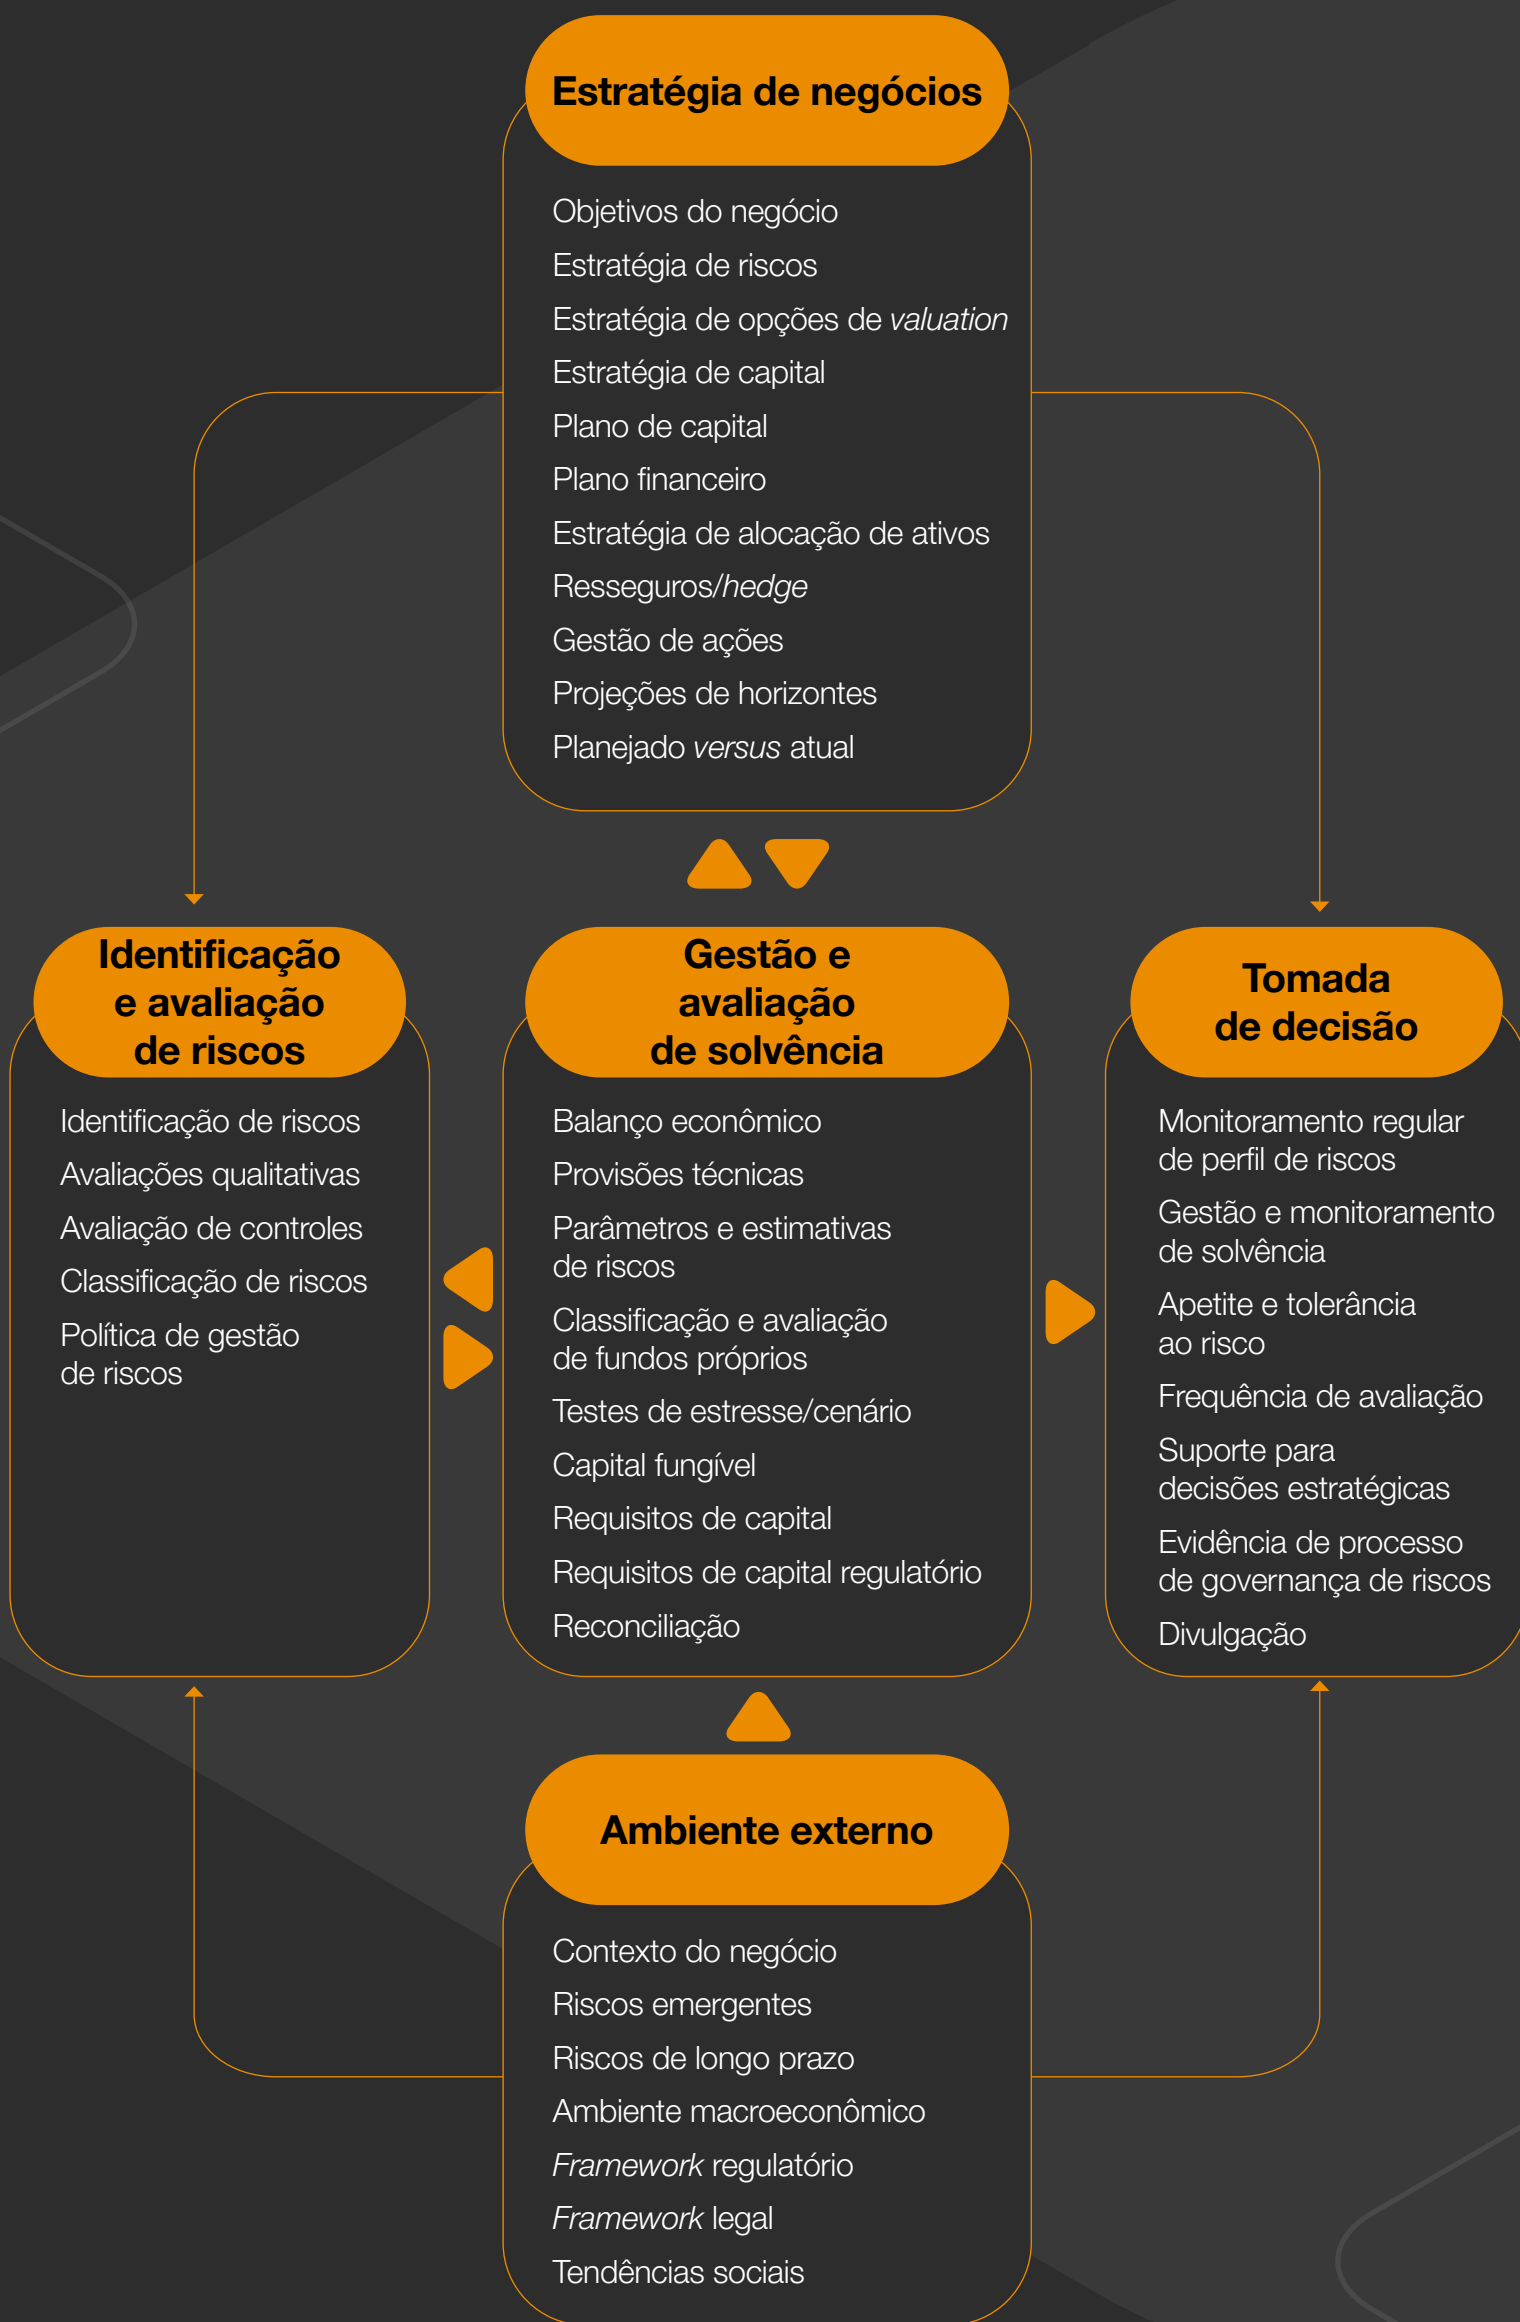 Estratégia de negócios
Objetivos do negócio
Estratégia de riscos
Estratégia de opções de valuation
Estratégia de capital
Plano de capital
Plano financeiro
Estratégia de alocação de ativos
Resseguros/hedge
Gestão de ações
Projeções de horizontes
Planejado versus atual
Identificação
e avaliação
de riscos
Identificação de riscos
Avaliações qualitativas
Avaliação de controles
Classificação de riscos
Política de gestão
de riscos
Gestão e
avaliação
de solvência
Balanço econômico
Provisões técnicas
Parâmetros e estimativas
de riscos
Classificação e avaliação
de fundos próprios
Testes de estresse/cenário
Capital fungível
Requisitos de capital
Requisitos de capital regulatório
Reconciliação
Tomada
de decisão
Monitoramento regular
de perfil de riscos
Gestão e monitoramento
de solvência
Apetite e tolerância
ao risco
Frequência de avaliação
Suporte para
decisões estratégicas
Evidência de processo
de governança de riscos
Divulgação
Ambiente externo
Contexto do negócio
Riscos emergentes
Riscos de longo prazo
Ambiente macroeconômico
Framework regulatório
Framework legal
Tendências sociais